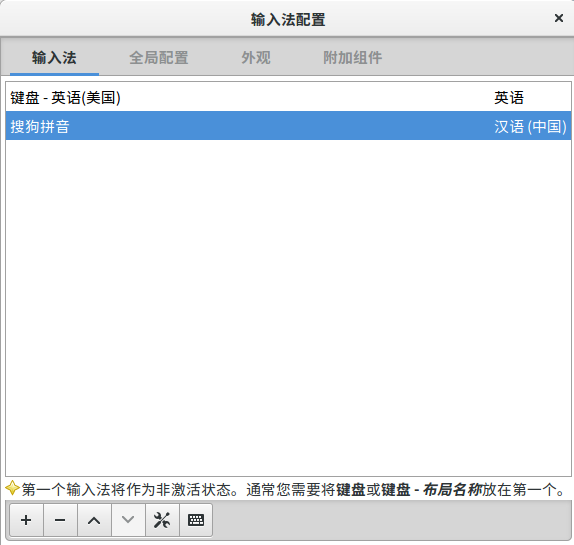 输入法配置
输入法 全局配置 外观 附加组件
键盘 - 英语(美国) 英语
搜狗拼音 汉语 (中国)
第一个输入法将作为非激活状态。通常您需要将键盘或键盘 - 布局名称放在第一个。